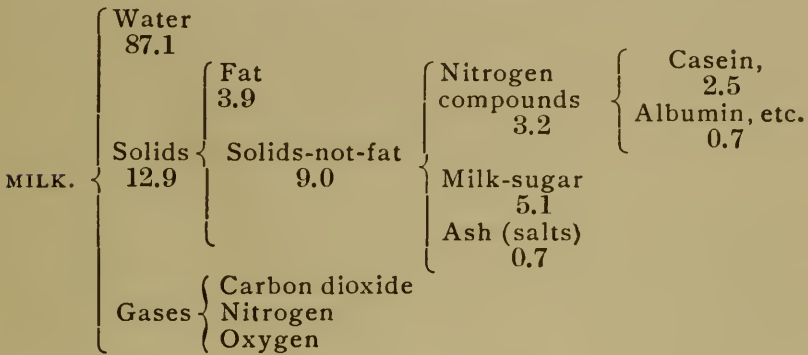 Water
87.1
Fat
3.9
Nitrogen
compounds
3.2
Casein,
2.5
Albumin, etc.
0.7
MILK.
Solids
12.9
Solids-not-fat
9.0
Milk-sugar
5.1
Ash (salts)
0.7
Gases
Carbon dioxide
Nitrogen
Oxygen